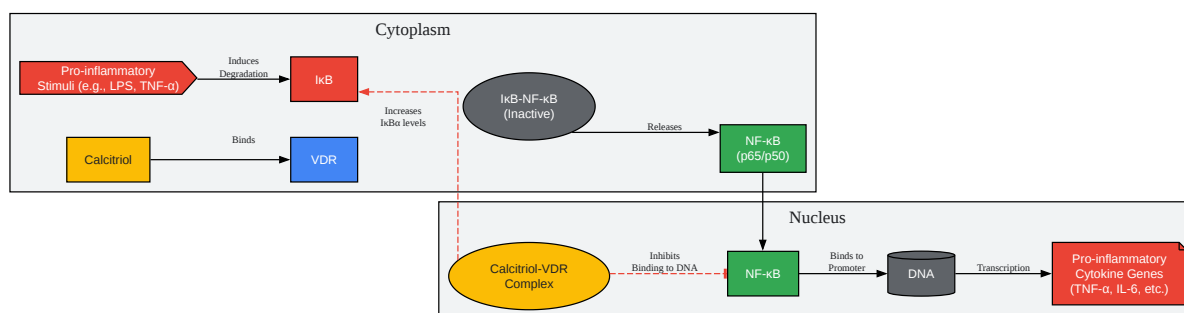 Cytoplasm
Pro-inflammatory
Stimuli (e.g., LPS, TNF-α)
Induces
Degradation
IκB
Increases
IκBα levels
IκB-NF-κB
(Inactive)
Releases
NF-κB
(p65/p50)
Calcitriol
Binds
VDR
Nucleus
Calcitriol-VDR
Complex
Inhibits
Binding to DNA
NF-κB
Binds to
Promoter
DNA
Transcription
Pro-inflammatory
Cytokine Genes
(TNF-α, IL-6, etc.)